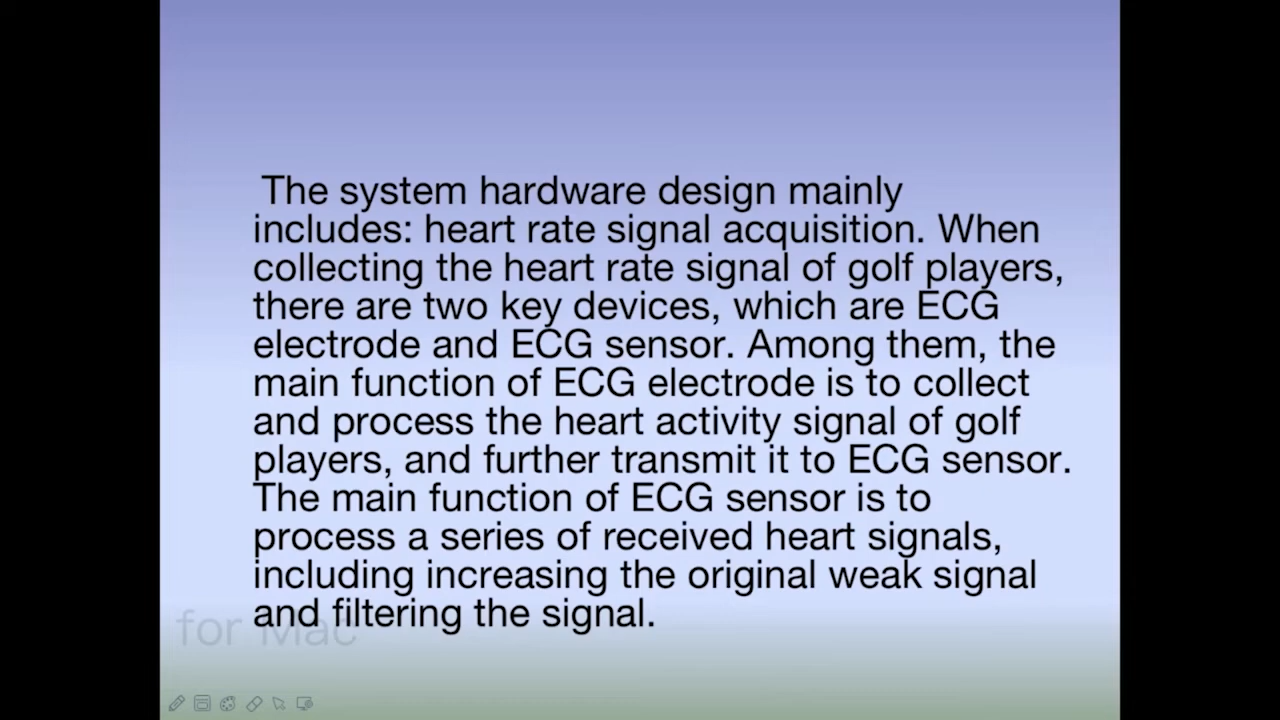 The system hardware design mainly
includes: heart rate signal acquisition. When
collecting the heart rate signal of golf players,
there are two key devices, which are ECG
electrode and ECG sensor. Among them, the
main function of ECG electrode is to collect
and process the heart activity signal of golf
players, and further transmit it to ECG sensor.
The main function of ECG sensor is to
process a series of received heart signals,
including increasing the original weak signal
and filtering the signal.
for Mac